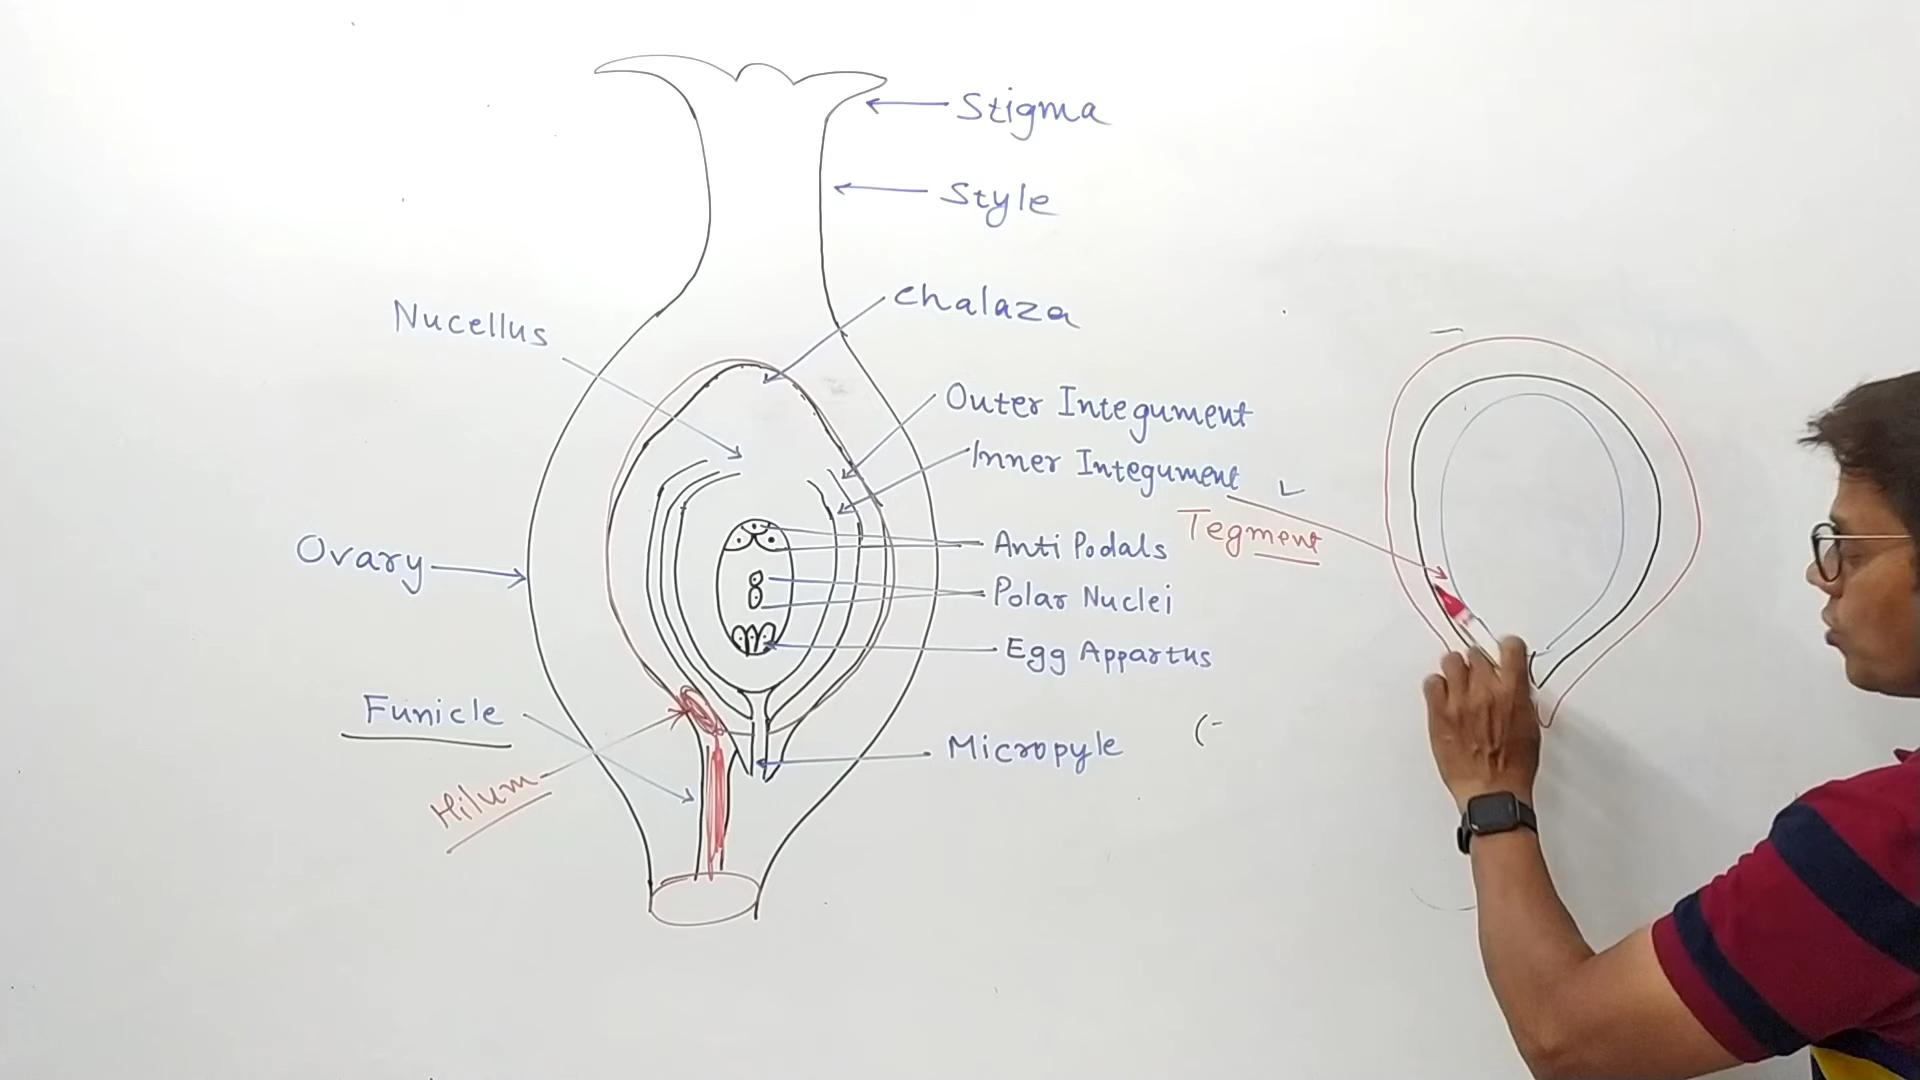 Stigma
Style
Chalaza
Nucellus
Outer Integument
Inner Integument
Tegment
Anti Podals
Ovary
Polar Nuclei
Egg Appartus
Funicle
Micropyle
Hilum